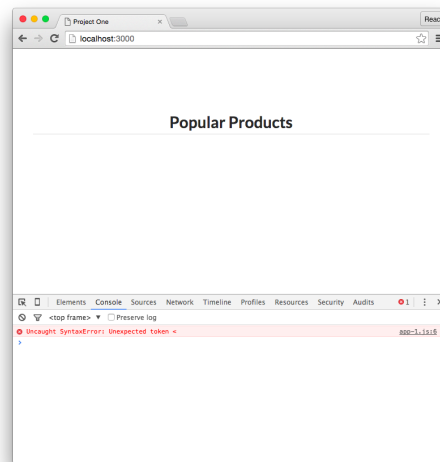 Project One
Reac
localhost:3000
Popular Products
Elements Console Sources Network Timeline Profiles Resources Security Audits 1
<top frame> ▼ Preserve log
Uncaught SyntaxError: Unexpected token < app-1.js:6
>